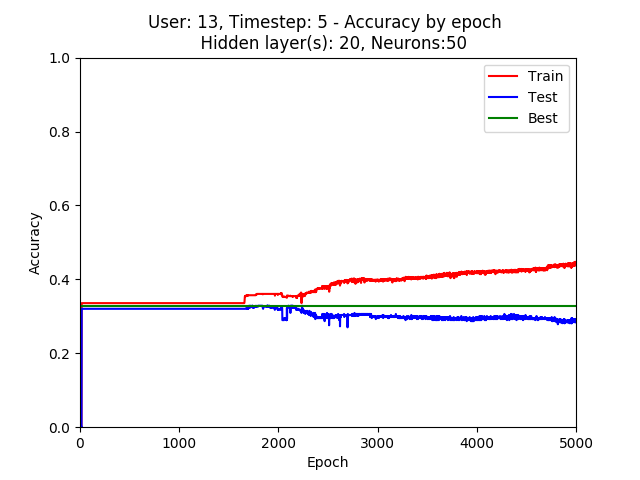 User: 13, Timestep: 5 - Accuracy by epoch
Hidden layer(s): 20, Neurons:50
1.0
0.8
0.6
0.4
0.2
0.0
Accuracy
Train
Test
Best
0
1000
2000
3000
4000
5000
Epoch